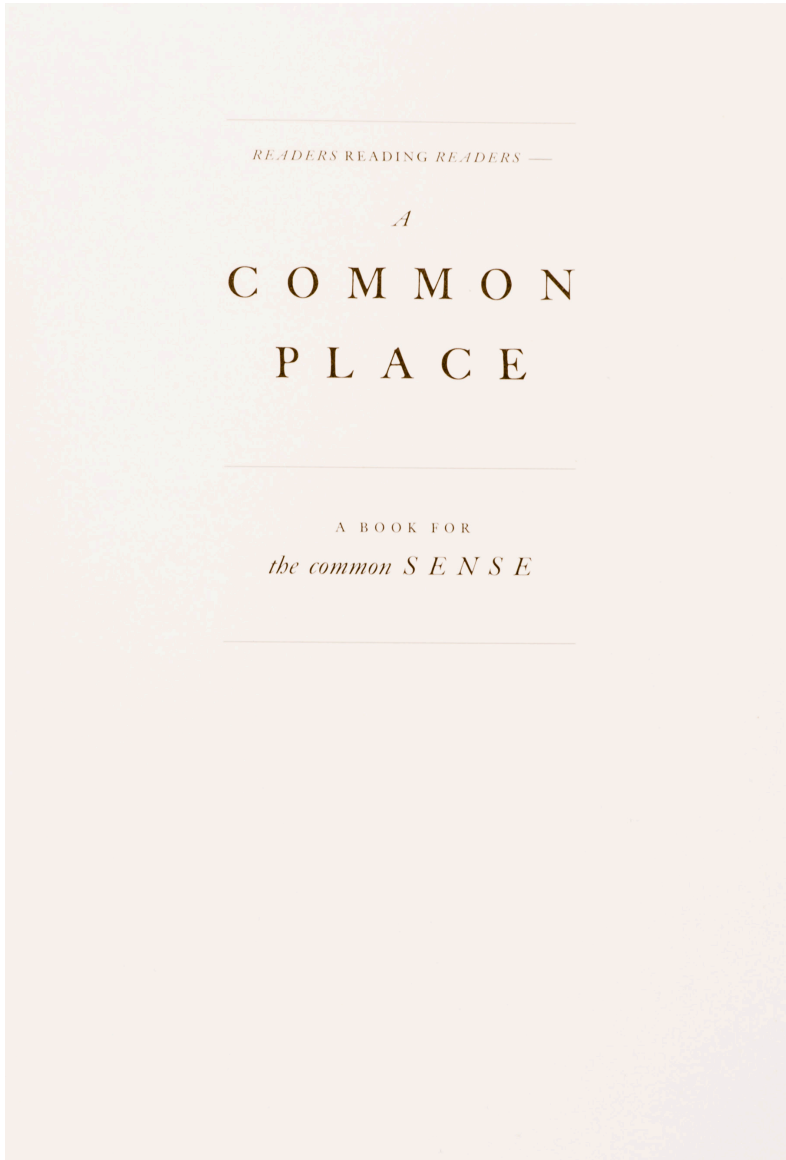 READERS READING READERS —
A
COMMON
PLACE
A BOOK FOR
the common SENSE